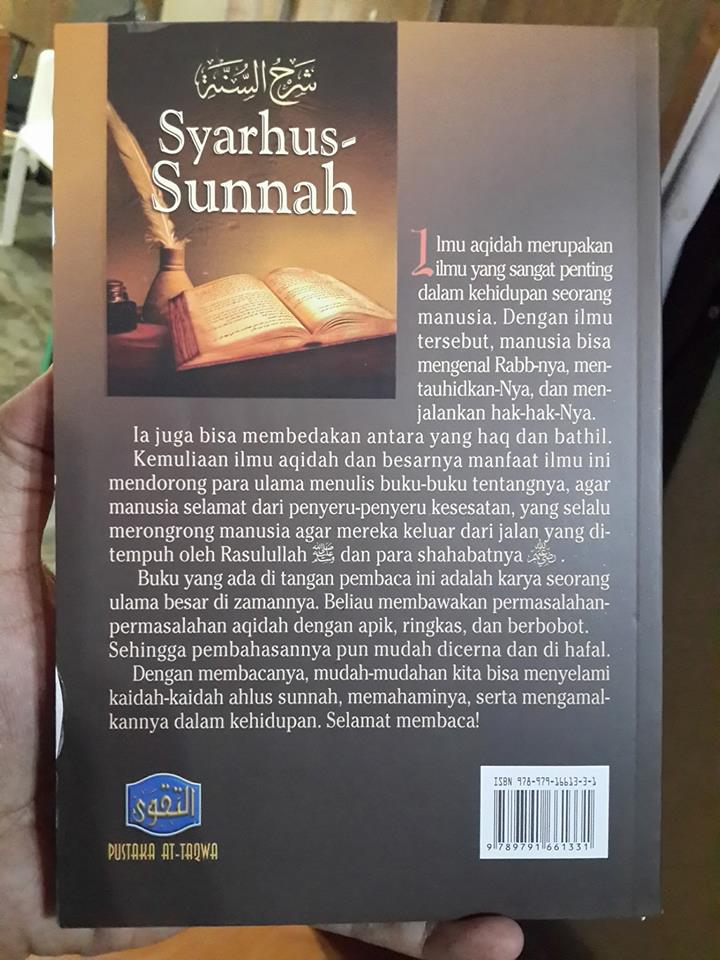 شرح السنة
Syarhus-
Sunnah
Ilmu aqidah merupakan
ilmu yang sangat penting
dalam kehidupan seorang
manusia. Dengan ilmu
tersebut, manusia bisa
mengenal Rabb-nya, men-
tauhidkan-Nya, dan men-
jalankan hak-hak-Nya.
Ia juga bisa membedakan antara yang haq dan bathil.
Kemuliaan ilmu aqidah dan besarnya manfaat ilmu ini
mendorong para ulama menulis buku-buku tentangnya, agar
manusia selamat dari penyeru-penyeru kesesatan, yang selalu
merongrong manusia agar mereka keluar dari jalan yang di-
tempuh oleh Rasulullah ﷺ dan para shahabatnya .
Buku yang ada di tangan pembaca ini adalah karya seorang
ulama besar di zamannya. Beliau membawakan permasalahan-
permasalahan aqidah dengan apik, ringkas, dan berbobot.
Sehingga pembahasannya pun mudah dicerna dan di hafal.
Dengan membacanya, mudah-mudahan kita bisa menyelami
kaidah-kaidah ahlus sunnah, memahaminya, serta mengamal-
kannya dalam kehidupan. Selamat membaca!
ISBN 978-979-16613-3-1
9 789791 661331
التقوى
PUSTAKA AT-TAQWA